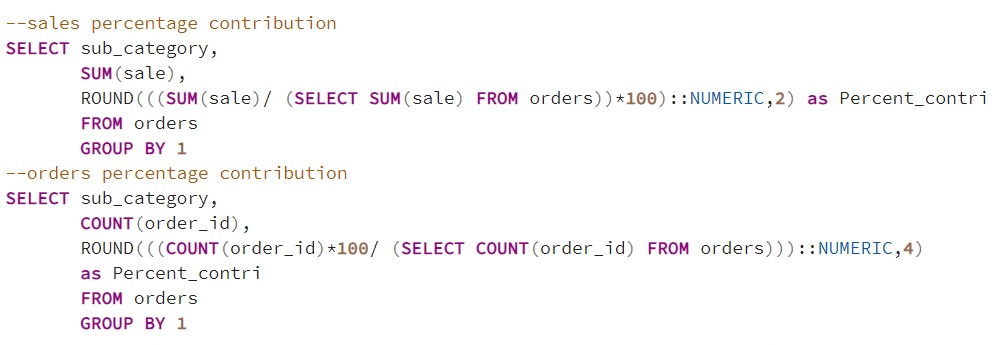 --sales percentage contribution
SELECT sub_category,
SUM(sale),
ROUND(((SUM(sale)/ (SELECT SUM(sale) FROM orders))*100)::NUMERIC,2) as Percent_contri
FROM orders
GROUP BY 1
--orders percentage contribution
SELECT sub_category,
COUNT(order_id),
ROUND(((COUNT(order_id)*100/ (SELECT COUNT(order_id) FROM orders)))::NUMERIC,4)
as Percent_contri
FROM orders
GROUP BY 1